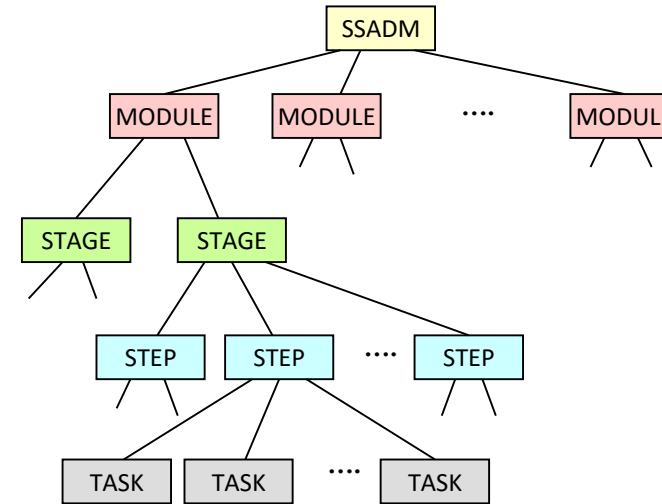 SSADM
MODULE MODULE .... MODUL
STAGE STAGE
STEP STEP .... STEP
TASK TASK .... TASK